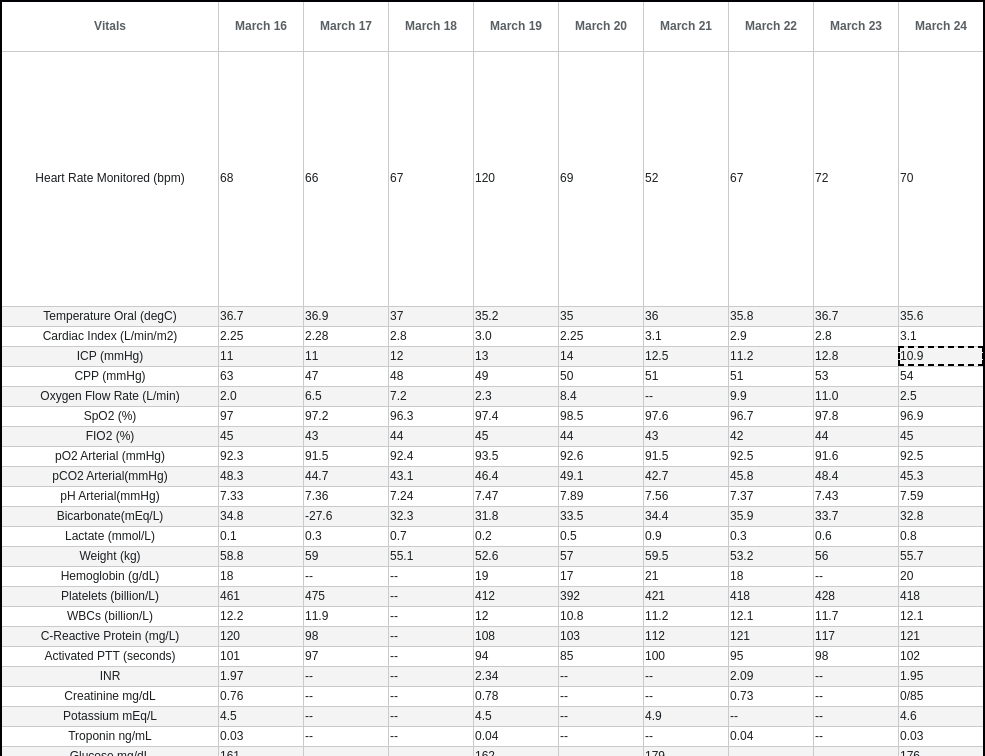 Vitals March 16 March 17 March 18 March 19 March 20 March 21 March 22 March 23 March 24
Heart Rate Monitored (bpm) 68 66 67 120 69 52 67 72 70
Temperature Oral (degC) 36.7 36.9 37 35.2 35 36 35.8 36.7 35.6
Cardiac Index (L/min/m2) 2.25 2.28 2.8 3.0 2.25 3.1 2.9 2.8 3.1
ICP (mmHg) 11 11 12 13 14 12.5 11.2 12.8 10.9
CPP (mmHg) 63 47 48 49 50 51 51 53 54
Oxygen Flow Rate (L/min) 2.0 6.5 7.2 2.3 8.4 -- 9.9 11.0 2.5
SpO2 (%) 97 97.2 96.3 97.4 98.5 97.6 96.7 97.8 96.9
FIO2 (%) 45 43 44 45 44 43 42 44 45
pO2 Arterial (mmHg) 92.3 91.5 92.4 93.5 92.6 91.5 92.5 91.6 92.5
pCO2 Arterial(mmHg) 48.3 44.7 43.1 46.4 49.1 42.7 45.8 48.4 45.3
pH Arterial(mmHg) 7.33 7.36 7.24 7.47 7.89 7.56 7.37 7.43 7.59
Bicarbonate(mEq/L) 34.8 -27.6 32.3 31.8 33.5 34.4 35.9 33.7 32.8
Lactate (mmol/L) 0.1 0.3 0.7 0.2 0.5 0.9 0.3 0.6 0.8
Weight (kg) 58.8 59 55.1 52.6 57 59.5 53.2 56 55.7
Hemoglobin (g/dL) 18 -- -- 19 17 21 18 -- 20
Platelets (billion/L) 461 475 -- 412 392 421 418 428 418
WBCs (billion/L) 12.2 11.9 -- 12 10.8 11.2 12.1 11.7 12.1
C-Reactive Protein (mg/L) 120 98 -- 108 103 112 121 117 121
Activated PTT (seconds) 101 97 -- 94 85 100 95 98 102
INR 1.97 -- -- 2.34 -- -- 2.09 -- 1.95
Creatinine mg/dL 0.76 -- -- 0.78 -- -- 0.73 -- 0/85
Potassium mEq/L 4.5 -- -- 4.5 -- 4.9 -- -- 4.6
Troponin ng/mL 0.03 -- -- 0.04 -- -- 0.04 -- 0.03
Glucose mg/dL 161 162 179 176